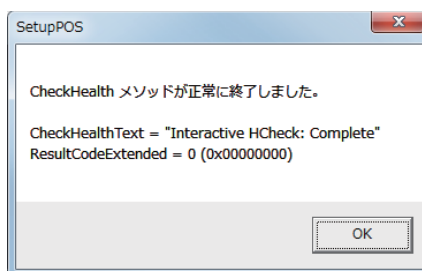 SetupPOS
CheckHealth メソッドが正常に終了しました。
CheckHealthText = "Interactive HCheck: Complete"
ResultCodeExtended = 0 (0x00000000)
OK